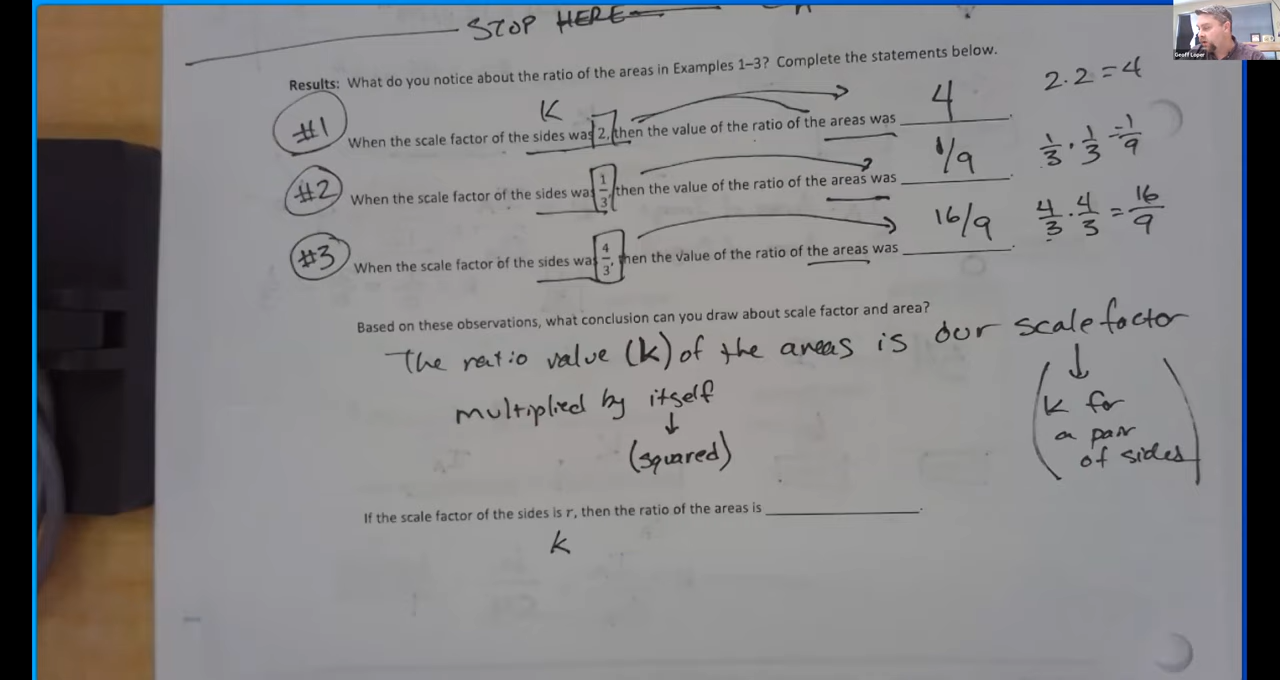 STOP HERE
Results: What do you notice about the ratio of the areas in Examples 1–3? Complete the statements below.
2·2=4
K
#1 When the scale factor of the sides was 2, then the value of the ratio of the areas was 4.
1/3 · 1/3 = 1/9
#2 When the scale factor of the sides was 1/3, then the value of the ratio of the areas was 1/9.
4/3 · 4/3 = 16/9
#3 When the scale factor of the sides was 4/3, then the value of the ratio of the areas was 16/9.
Based on these observations, what conclusion can you draw about scale factor and area?
The ratio value (k) of the areas is our scale factor
multiplied by itself
(squared)
(k for
a pair
of sides)
If the scale factor of the sides is r, then the ratio of the areas is ____________.
k
Geoff Loper